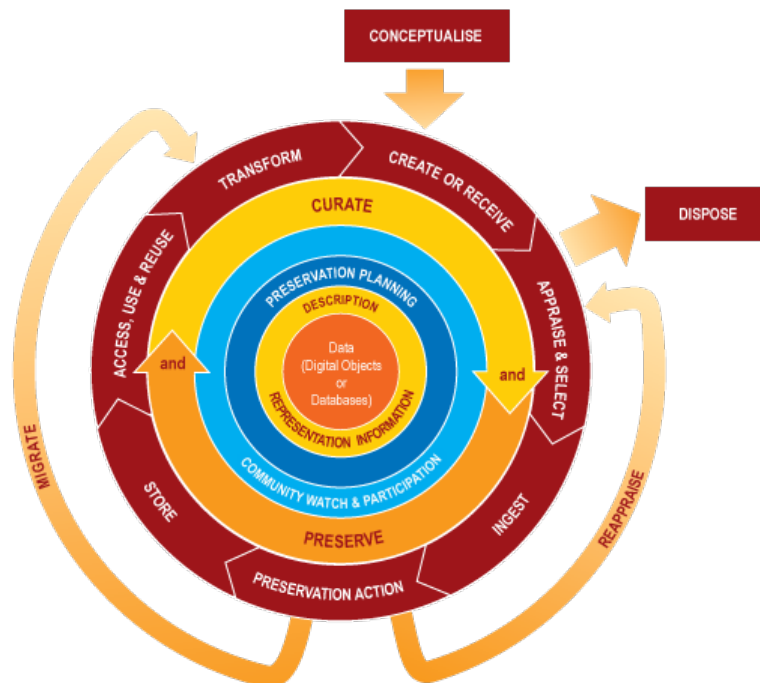 CONCEPTUALISE
TRANSFORM
CREATE OR RECEIVE
DISPOSE
CURATE
ACCESS, USE & REUSE
APPRAISE & SELECT
PRESERVATION PLANNING
DESCRIPTION
and
Data
(Digital Objects
or
Databases)
and
REPRESENTATION INFORMATION
COMMUNITY WATCH & PARTICIPATION
MIGRATE
STORE
INGEST
REAPPRAISE
PRESERVE
PRESERVATION ACTION